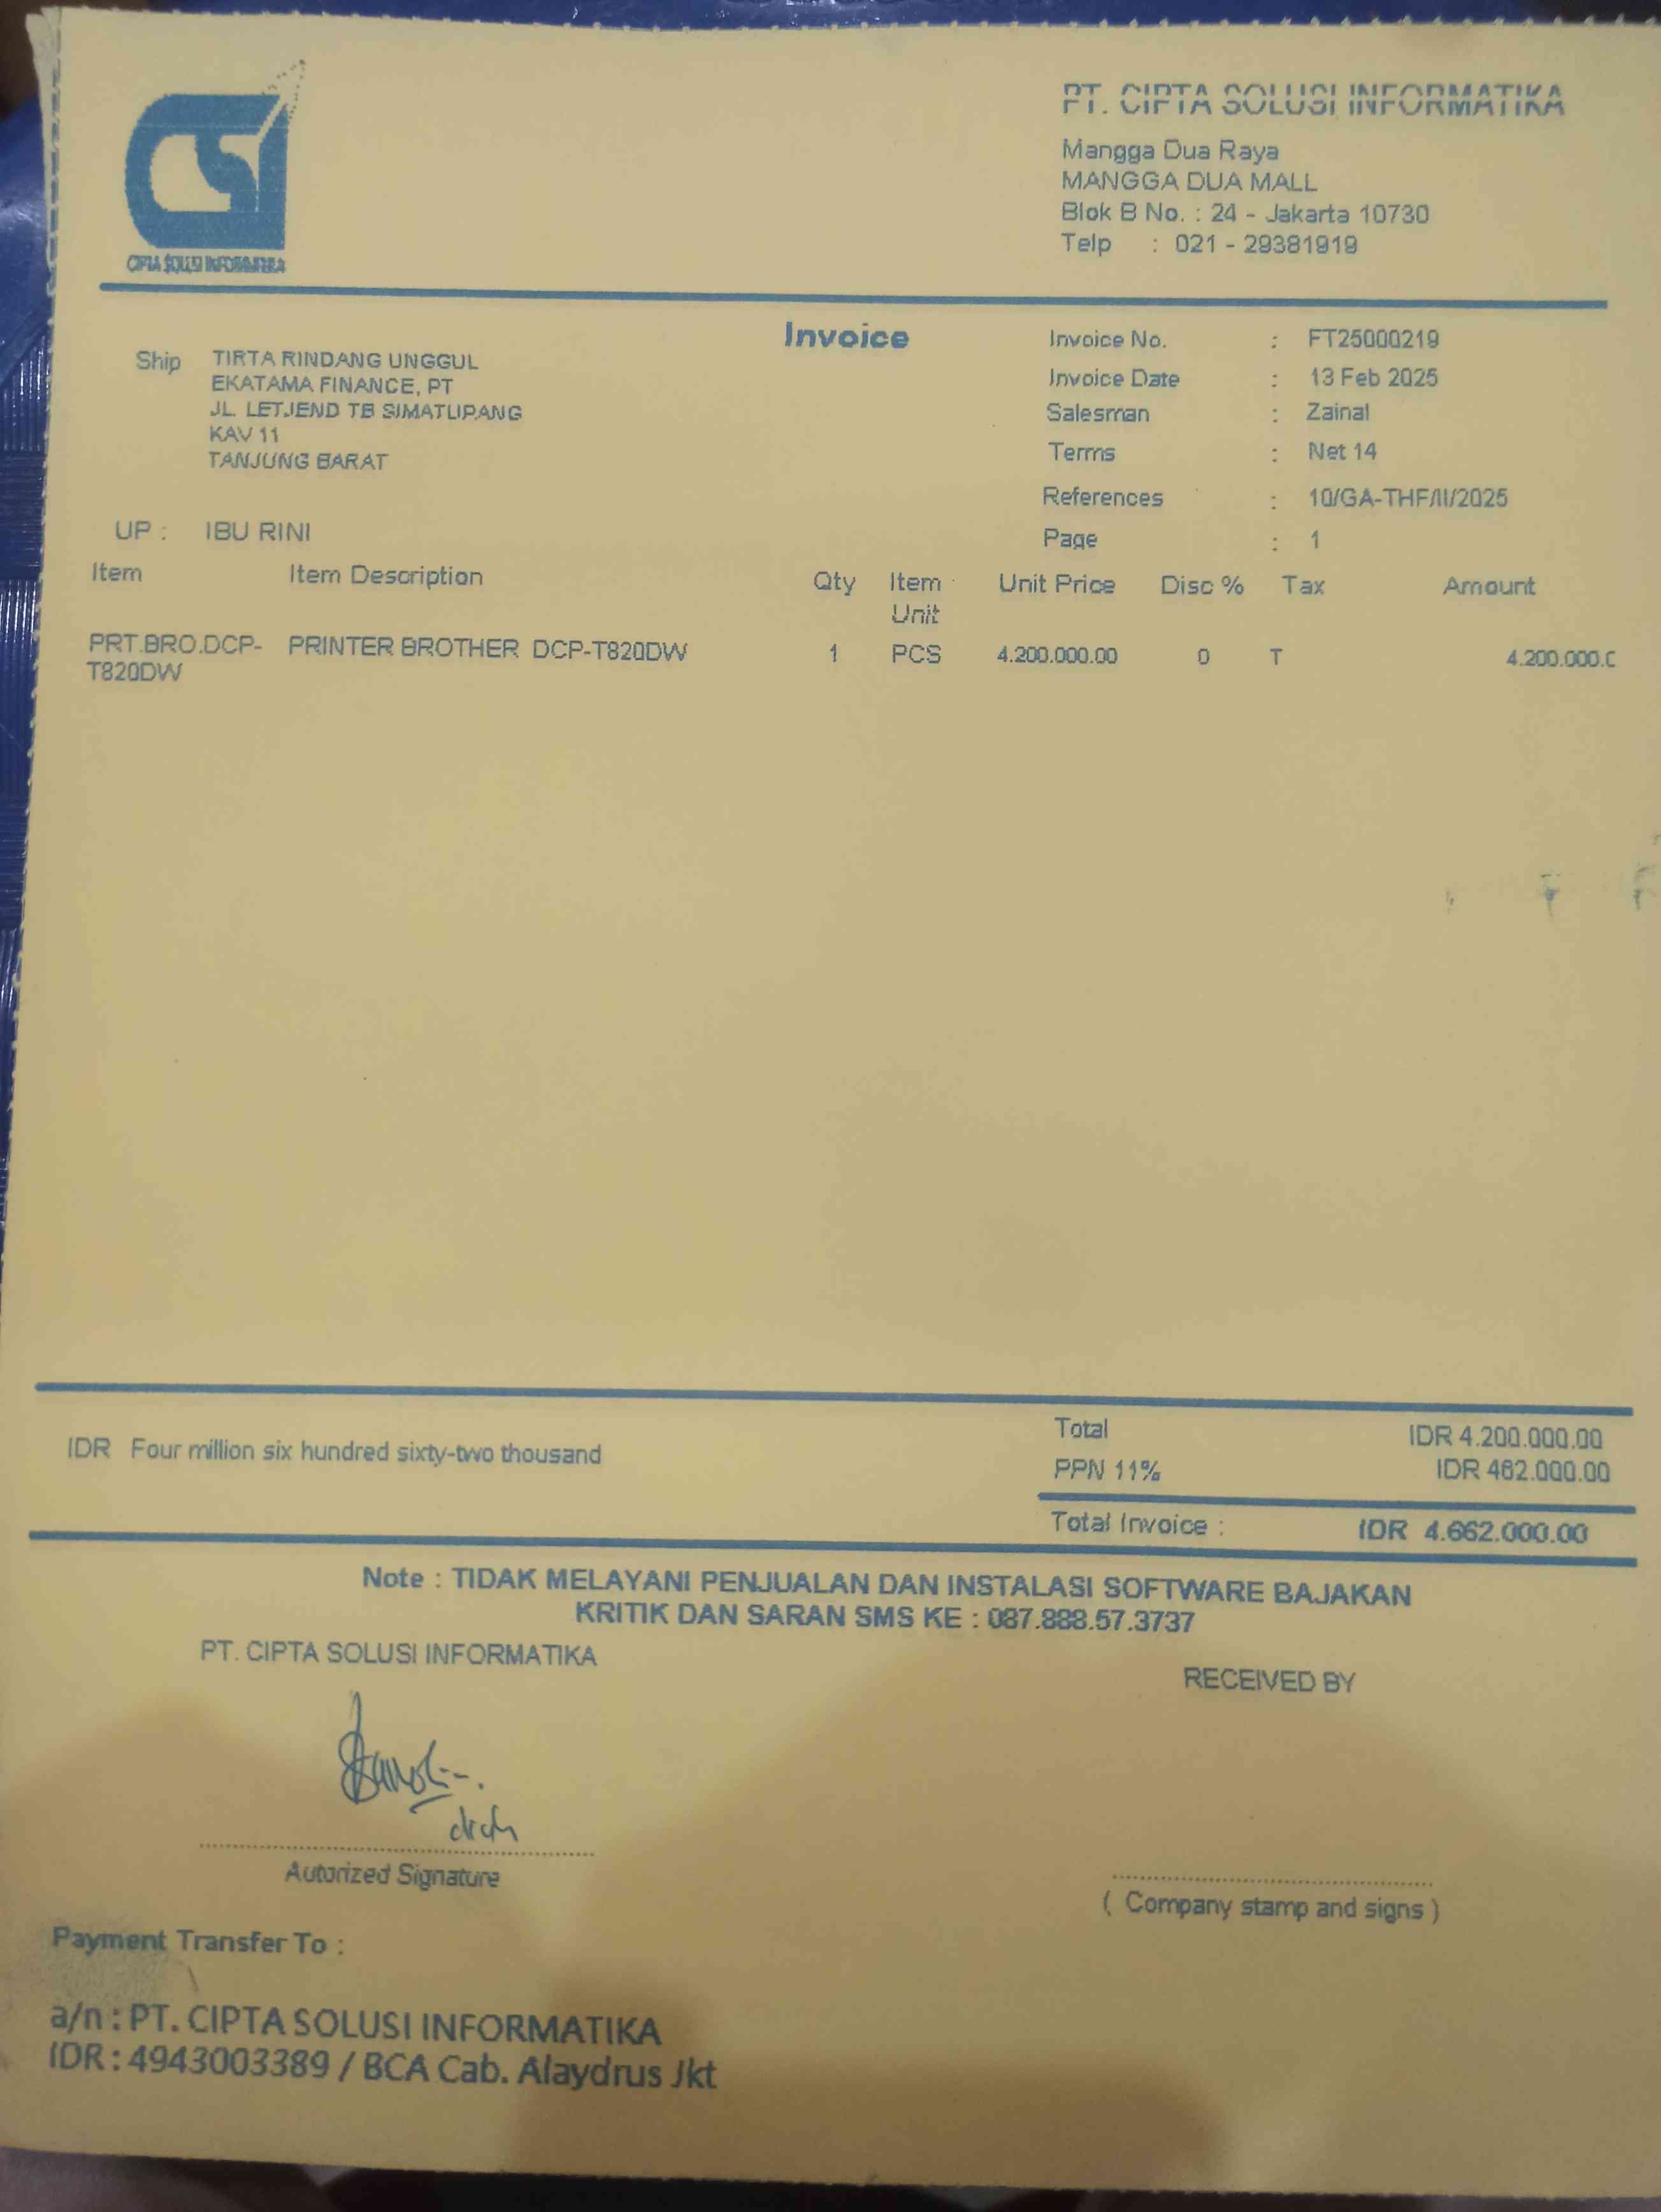 CSI
CIPTA SOLUSI INFORMATIKA
PT. CIPTA SOLUSI INFORMATIKA
Mangga Dua Raya
MANGGA DUA MALL
Blok B No. : 24 - Jakarta 10730
Telp : 021 - 29381919
Invoice
Ship TIRTA RINDANG UNGGUL
EKATAMA FINANCE, PT
JL. LETJEND TB SIMATUPANG
KAV 11
TANJUNG BARAT
UP : IBU RINI
Invoice No. : FT25000219
Invoice Date : 13 Feb 2025
Salesman : Zainal
Terms : Net 14
References : 10/GA-THF/II/2025
Page : 1
Item Item Description Qty Item Unit Unit Price Disc % Tax Amount
PRT.BRO.DCP- PRINTER BROTHER DCP-T820DW 1 PCS 4.200.000.00 0 T 4.200.000.0
T820DW
IDR Four million six hundred sixty-two thousand
Total IDR 4.200.000.00
PPN 11% IDR 462.000.00
Total Invoice : IDR 4.662.000.00
Note : TIDAK MELAYANI PENJUALAN DAN INSTALASI SOFTWARE BAJAKAN
KRITIK DAN SARAN SMS KE : 087.888.57.3737
PT. CIPTA SOLUSI INFORMATIKA
RECEIVED BY
Autorized Signature
( Company stamp and signs )
Payment Transfer To :
a/n : PT. CIPTA SOLUSI INFORMATIKA
IDR : 4943003389 / BCA Cab. Alaydrus Jkt